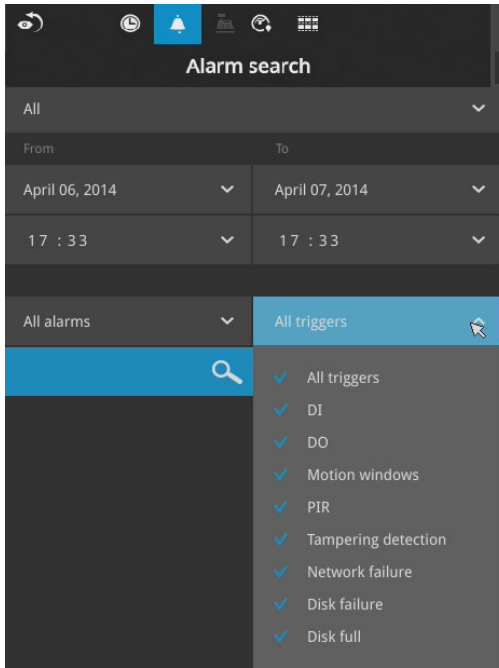 Alarm search
All
From To
April 06, 2014 April 07, 2014
17 : 33 17 : 33
All alarms All triggers
All triggers
DI
DO
Motion windows
PIR
Tampering detection
Network failure
Disk failure
Disk full